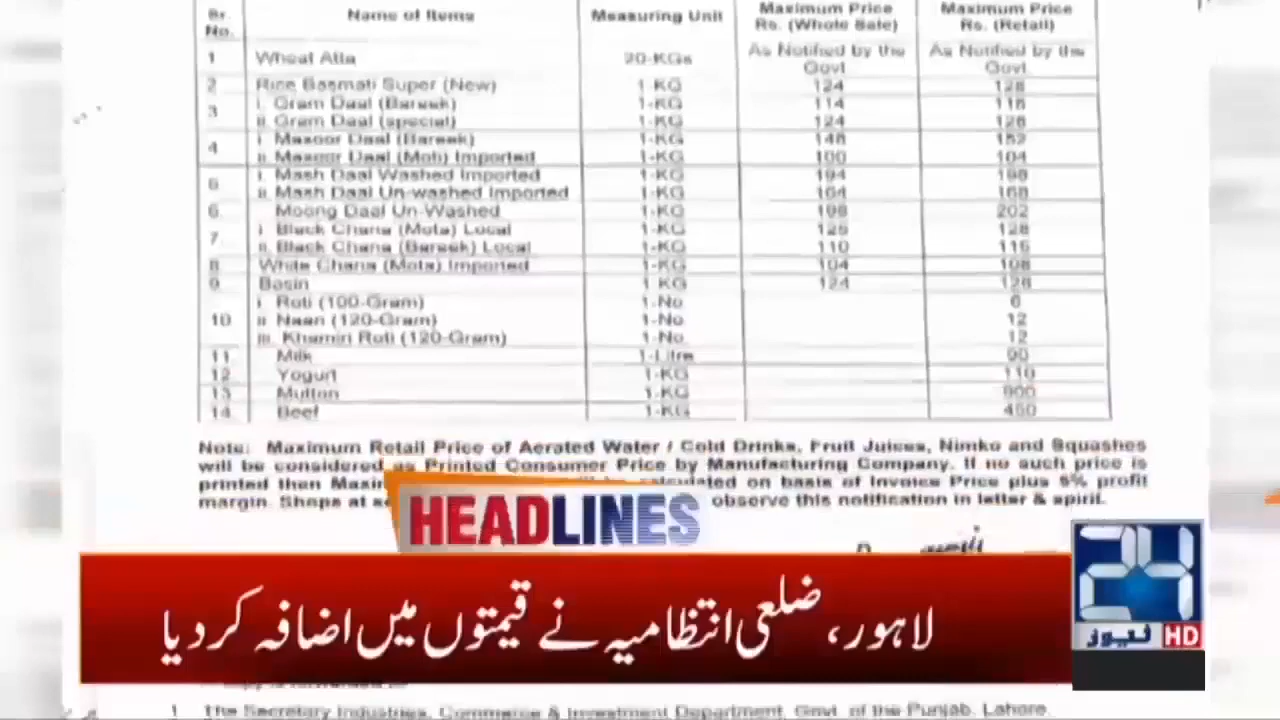 Sr. No. Name of Items Measuring Unit Maximum Price Rs. (Whole Sale) Maximum Price Rs. (Retail)
1 Wheat Atta 20-KGs As Notified by the Govt As Notified by the Govt
2 Rice Basmati Super (New) 1-KG 124 128
3 i. Gram Daal (Bareek) 1-KG 114 118
ii. Gram Daal (special) 1-KG 124 128
4 i. Masoor Daal (Bareek) 1-KG 148 152
ii. Masoor Daal (Moti) Imported 1-KG 100 104
i. Mash Daal Washed Imported 1-KG 194 198
ii. Mash Daal Un-washed Imported 1-KG 164 168
6. Moong Daal Un-Washed 1-KG 198 202
7 i. Black Chana (Mota) Local 1-KG 125 128
ii. Black Chana (Bareek) Local 1-KG 110 115
8 White Chana (Mota) Imported 1-KG 104 108
9 Basin 1 KG 124 128
10 i. Roti (100-Gram) 1-No 6
ii. Naan (120-Gram) 1-No 12
iii. Khamiri Roti (120-Gram) 1-No. 12
11 Milk 1-Litre 90
12 Yogurt 1-KG 110
13 Mutton 1-KG 900
14 Beef 1-KG 450
Note: Maximum Retail Price of Aerated Water / Cold Drinks, Fruit Juices, Nimko and Squashes
will be considered as Printed Consumer Price by Manufacturing Company. If no such price is
printed then calculated on basis of Invoice Price plus 5% profit
margin. Shops at observe this notification in letter & spirit.
HEADLINES
لاہور، ضلعی انتظامیہ نے قیمتوں میں اضافہ کر دیا
24
نیوز HD
1 The Secretary Industries, Commerce & Investment Department, Govt. of the Punjab, Lahore.